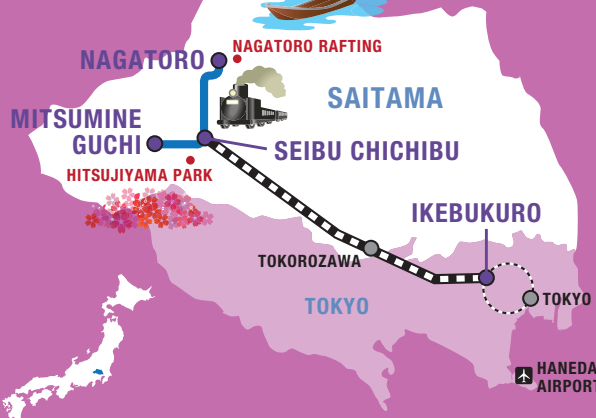 NAGATORO
NAGATORO RAFTING
SAITAMA
MITSUMINE
GUCHI
SEIBU CHICHIBU
HITSUJIYAMA PARK
IKEBUKURO
TOKOROZAWA
TOKYO
TOKYO
HANEDA
AIRPORT